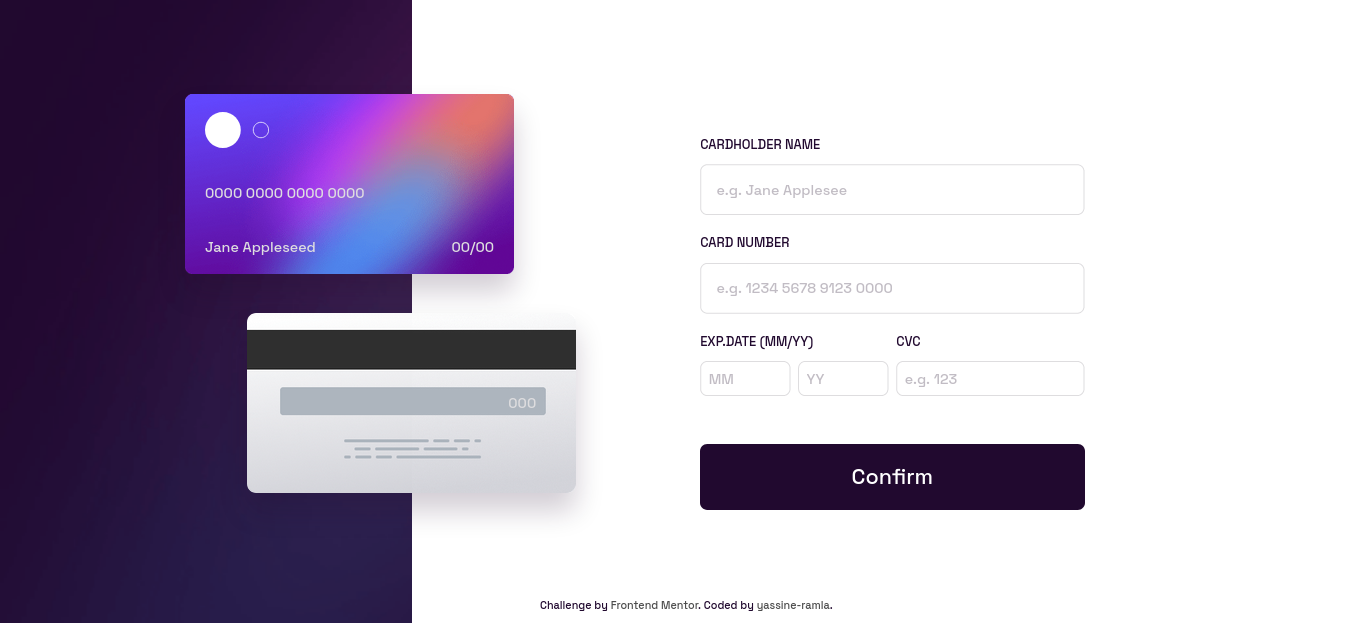 0000 0000 0000 0000
Jane Appleseed 00/00
000
CARDHOLDER NAME
e.g. Jane Applesee
CARD NUMBER
e.g. 1234 5678 9123 0000
EXP.DATE (MM/YY) CVC
MM YY e.g. 123
Confirm
Challenge by Frontend Mentor. Coded by yassine-ramla.